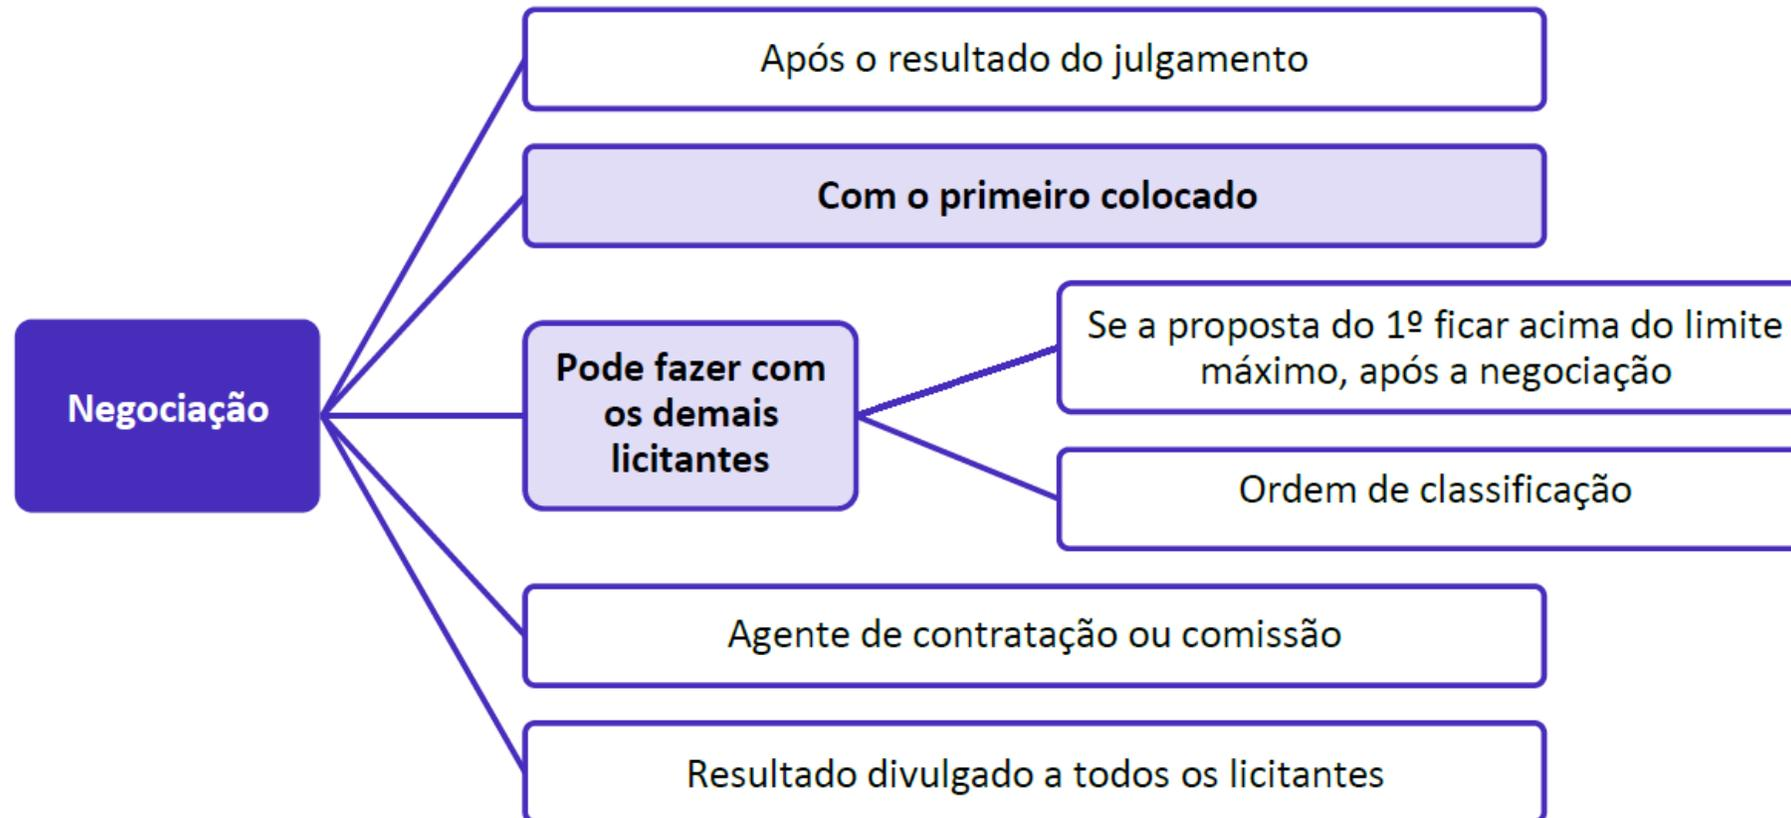 Após o resultado do julgamento
Com o primeiro colocado
Negociação
Pode fazer com
os demais
licitantes
Se a proposta do 1º ficar acima do limite
máximo, após a negociação
Ordem de classificação
Agente de contratação ou comissão
Resultado divulgado a todos os licitantes